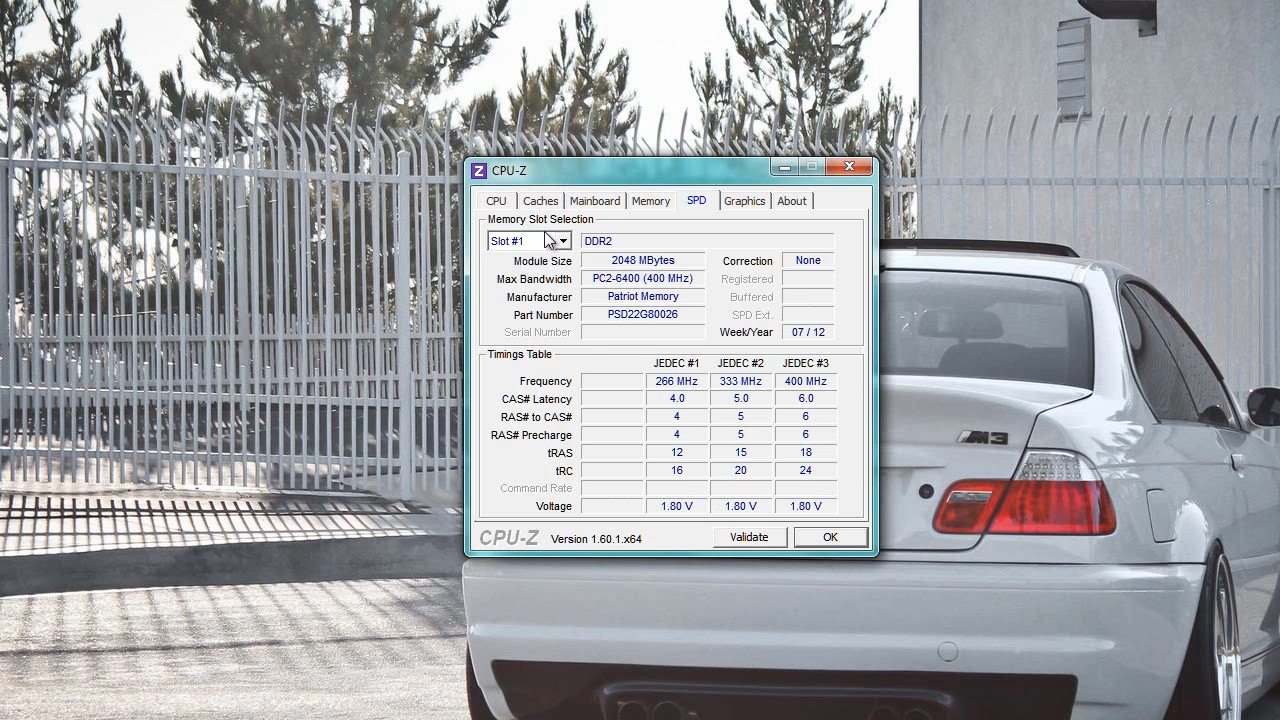 CPU-Z
CPU Caches Mainboard Memory SPD Graphics About
Memory Slot Selection
Slot #1 DDR2
Module Size 2048 MBytes Correction None
Max Bandwidth PC2-6400 (400 MHz) Registered
Manufacturer Patriot Memory Buffered
Part Number PSD22G80026 SPD Ext.
Serial Number Week/Year 07 / 12
Timings Table
JEDEC #1 JEDEC #2 JEDEC #3
Frequency 266 MHz 333 MHz 400 MHz
CAS# Latency 4.0 5.0 6.0
RAS# to CAS# 4 5 6
RAS# Precharge 4 5 6
tRAS 12 15 18
tRC 16 20 24
Command Rate
Voltage 1.80 V 1.80 V 1.80 V
CPU-Z Version 1.60.1.x64 Validate OK
M3